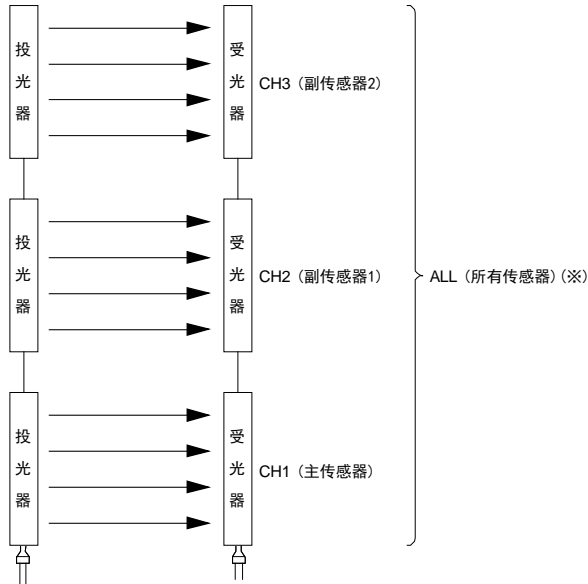 投光器
受光器
CH3（副传感器2）
投光器
受光器
CH2（副传感器1）
ALL（所有传感器）（※）
投光器
受光器
CH1（主传感器）